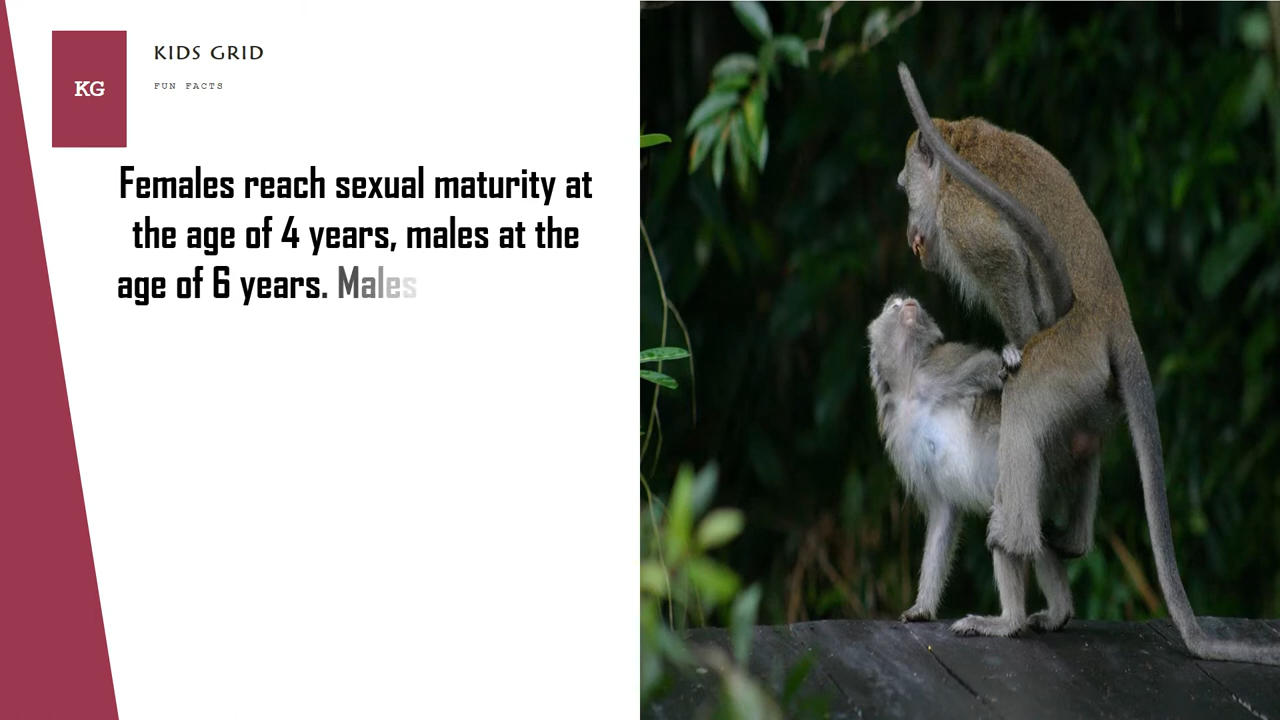 KG
KIDS GRID
FUN FACTS
Females reach sexual maturity at
the age of 4 years, males at the
age of 6 years. Males